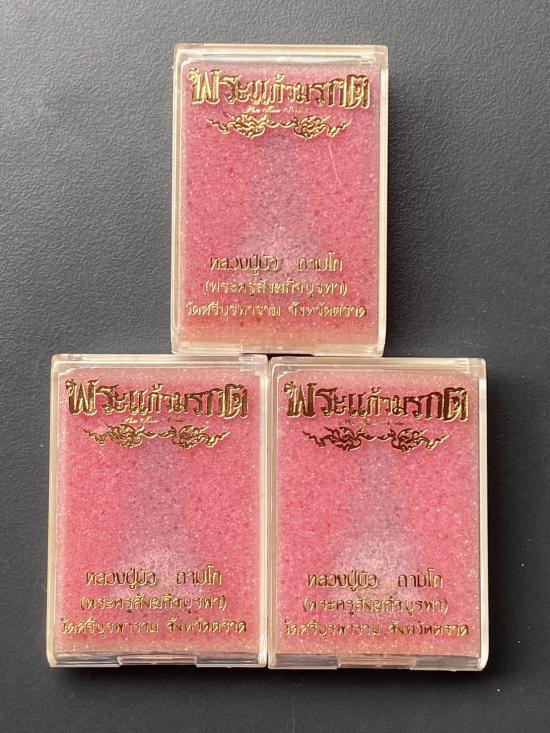 พระแก้วมรกต
หลวงปู่บัว ถามโก
(พระครูสังฆกิจบูรพา)
วัดศรีบูรพาราม จังหวัดตราด
พระแก้วมรกต
หลวงปู่บัว ถามโก
(พระครูสังฆกิจบูรพา)
วัดศรีบูรพาราม จังหวัดตราด
พระแก้วมรกต
หลวงปู่บัว ถามโก
(พระครูสังฆกิจบูรพา)
วัดศรีบูรพาราม จังหวัดตราด